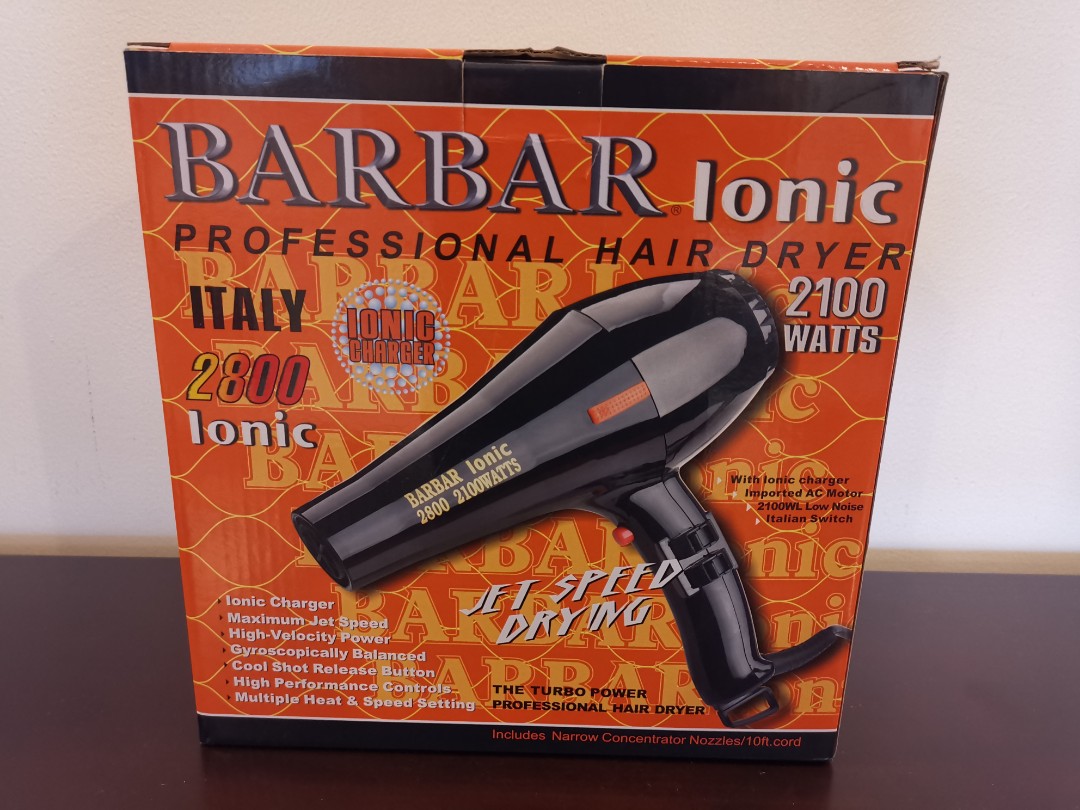 BARBAR® Ionic
PROFESSIONAL HAIR DRYER
ITALY
2800
Ionic
IONIC
CHARGER
2100
WATTS
BARBAR Ionic
2800 2100WATTS
With Ionic charger
Imported AC Motor
2100WL Low Noise
Italian Switch
JET SPEED
DRYING
Ionic Charger
Maximum Jet Speed
High-Velocity Power
Gyroscopically Balanced
Cool Shot Release Button
High Performance Controls
Multiple Heat & Speed Setting
THE TURBO POWER
PROFESSIONAL HAIR DRYER
Includes Narrow Concentrator Nozzles/10ft.cord